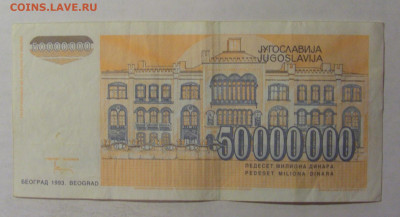 COINS.LAVE.RU
50000000
ЈУГОСЛАВИЈА
JUGOSLAVIJA
50000000
ПЕДЕСЕТ МИЛИОНА ДИНАРА
PEDESET MILIONA DINARA
БЕОГРАД 1993. BEOGRAD